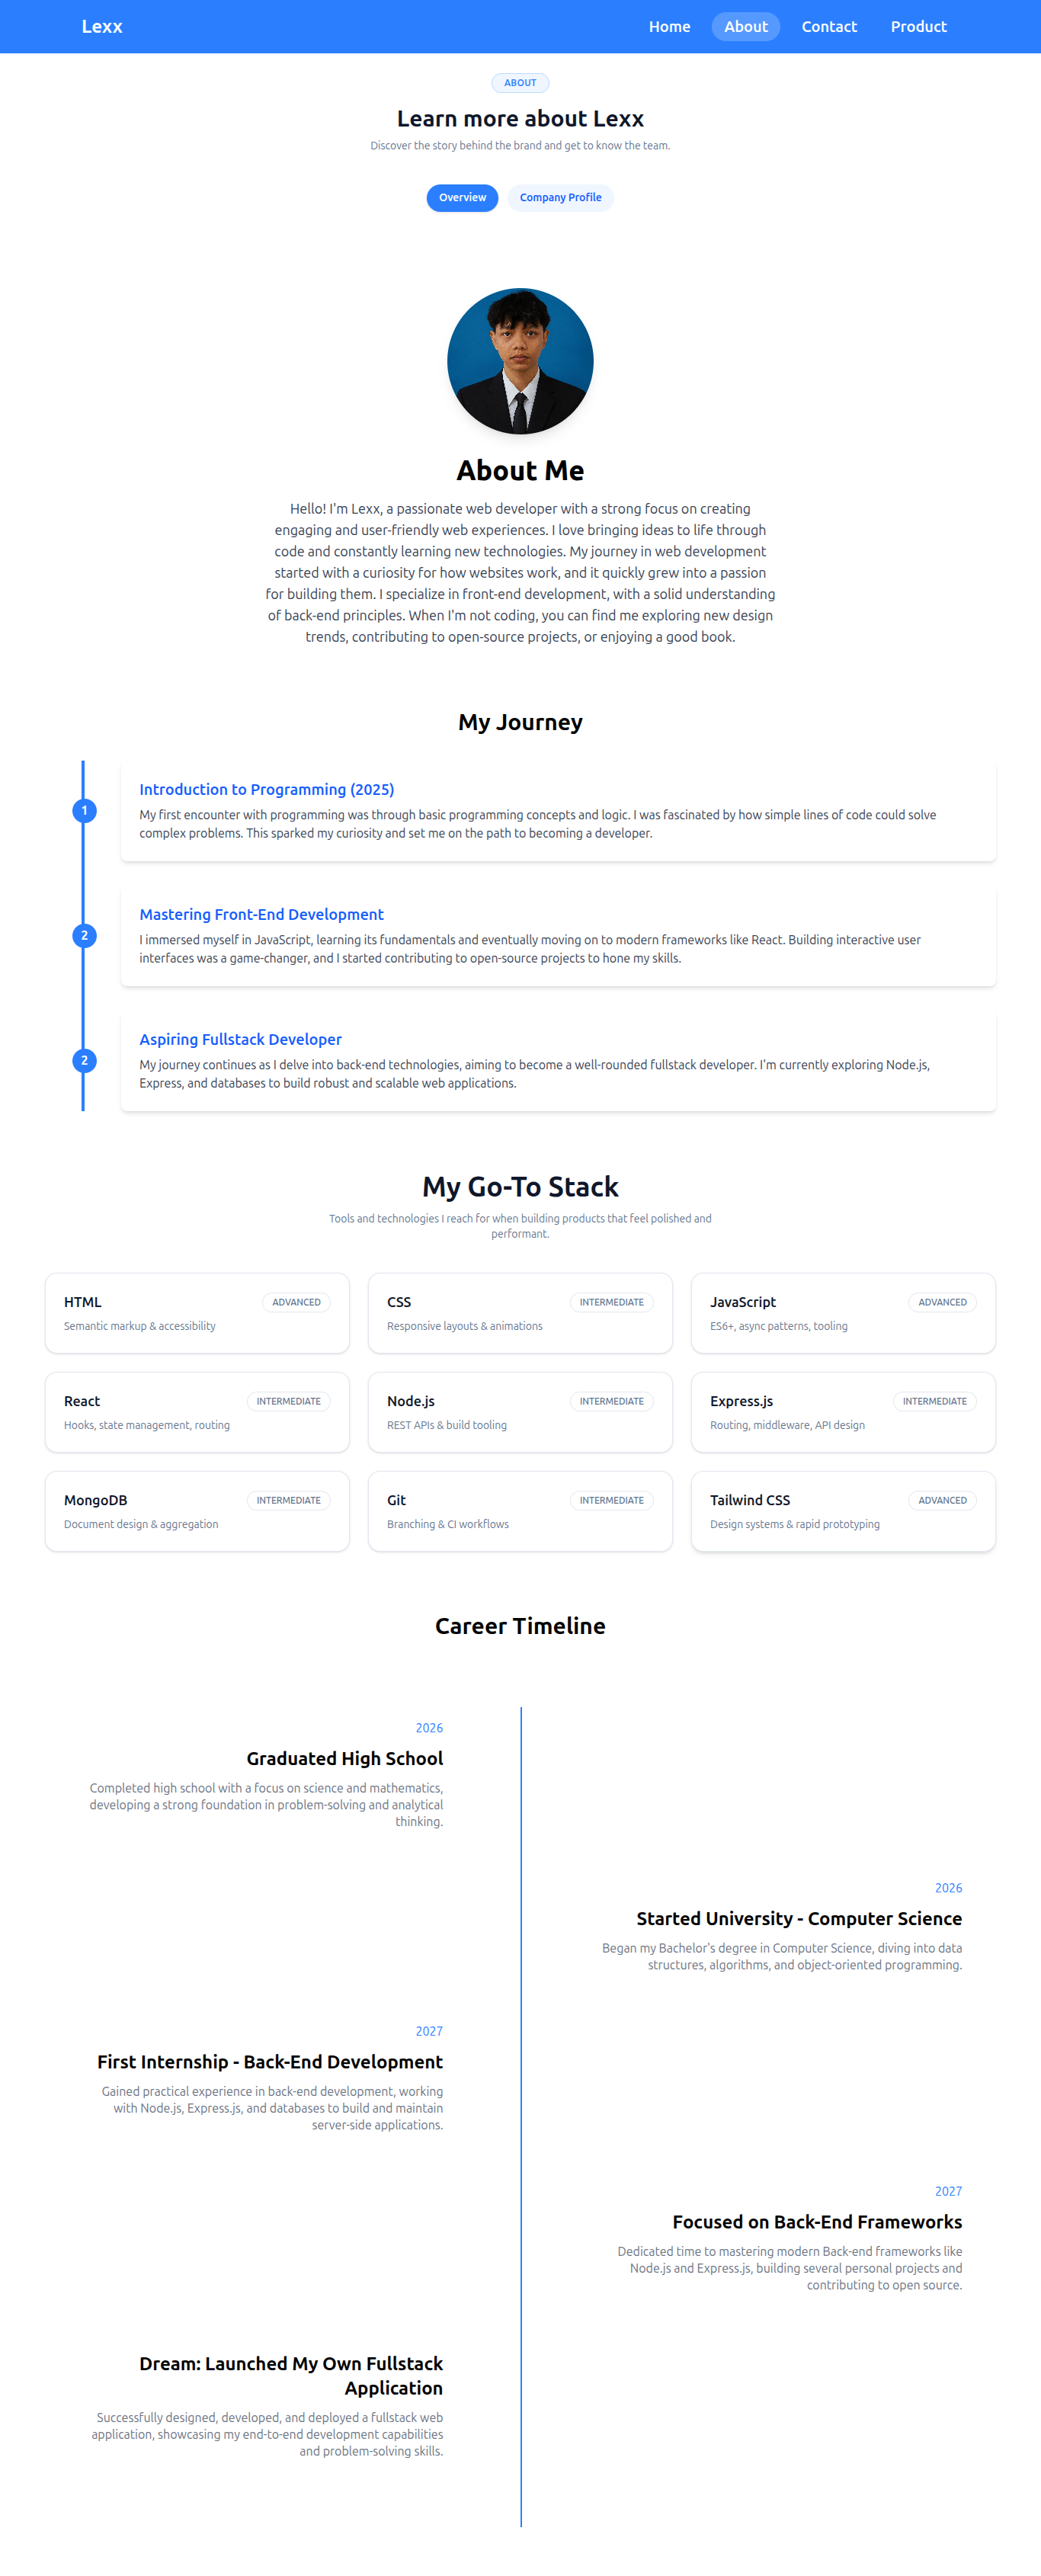 Lexx
Home About Contact Product
ABOUT
Learn more about Lexx
Discover the story behind the brand and get to know the team.
Overview Company Profile
About Me
Hello! I'm Lexx, a passionate web developer with a strong focus on creating
engaging and user-friendly web experiences. I love bringing ideas to life through
code and constantly learning new technologies. My journey in web development
started with a curiosity for how websites work, and it quickly grew into a passion
for building them. I specialize in front-end development, with a solid understanding
of back-end principles. When I'm not coding, you can find me exploring new design
trends, contributing to open-source projects, or enjoying a good book.
My Journey
1
Introduction to Programming (2025)
My first encounter with programming was through basic programming concepts and logic. I was fascinated by how simple lines of code could solve
complex problems. This sparked my curiosity and set me on the path to becoming a developer.
2
Mastering Front-End Development
I immersed myself in JavaScript, learning its fundamentals and eventually moving on to modern frameworks like React. Building interactive user
interfaces was a game-changer, and I started contributing to open-source projects to hone my skills.
2
Aspiring Fullstack Developer
My journey continues as I delve into back-end technologies, aiming to become a well-rounded fullstack developer. I'm currently exploring Node.js,
Express, and databases to build robust and scalable web applications.
My Go-To Stack
Tools and technologies I reach for when building products that feel polished and
performant.
HTML ADVANCED
Semantic markup & accessibility
CSS INTERMEDIATE
Responsive layouts & animations
JavaScript ADVANCED
ES6+, async patterns, tooling
React INTERMEDIATE
Hooks, state management, routing
Node.js INTERMEDIATE
REST APIs & build tooling
Express.js INTERMEDIATE
Routing, middleware, API design
MongoDB INTERMEDIATE
Document design & aggregation
Git INTERMEDIATE
Branching & CI workflows
Tailwind CSS ADVANCED
Design systems & rapid prototyping
Career Timeline
2026
Graduated High School
Completed high school with a focus on science and mathematics,
developing a strong foundation in problem-solving and analytical
thinking.
2026
Started University - Computer Science
Began my Bachelor's degree in Computer Science, diving into data
structures, algorithms, and object-oriented programming.
2027
First Internship - Back-End Development
Gained practical experience in back-end development, working
with Node.js, Express.js, and databases to build and maintain
server-side applications.
2027
Focused on Back-End Frameworks
Dedicated time to mastering modern Back-end frameworks like
Node.js and Express.js, building several personal projects and
contributing to open source.
Dream: Launched My Own Fullstack
Application
Successfully designed, developed, and deployed a fullstack web
application, showcasing my end-to-end development capabilities
and problem-solving skills.